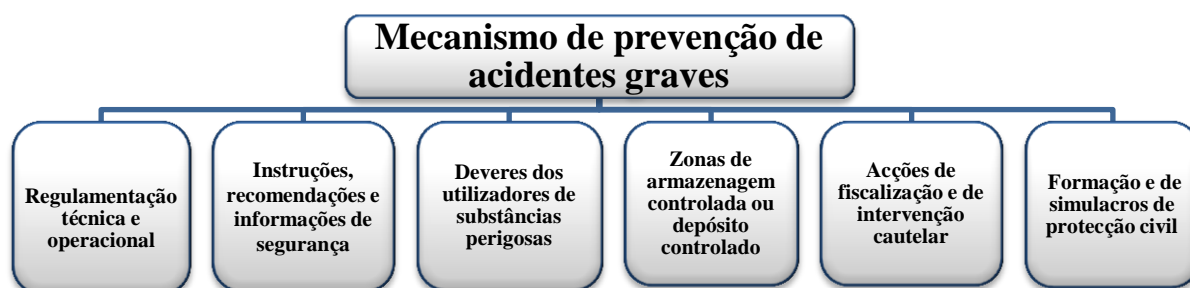 Mecanismo de prevenção de
acidentes graves
Regulamentação
técnica e
operacional
Instruções,
recomendações e
informações de
segurança
Deveres dos
utilizadores de
substâncias
perigosas
Zonas de
armazenagem
controlada ou
depósito
controlado
Acções de
fiscalização e de
intervenção
cautelar
Formação e de
simulacros de
protecção civil